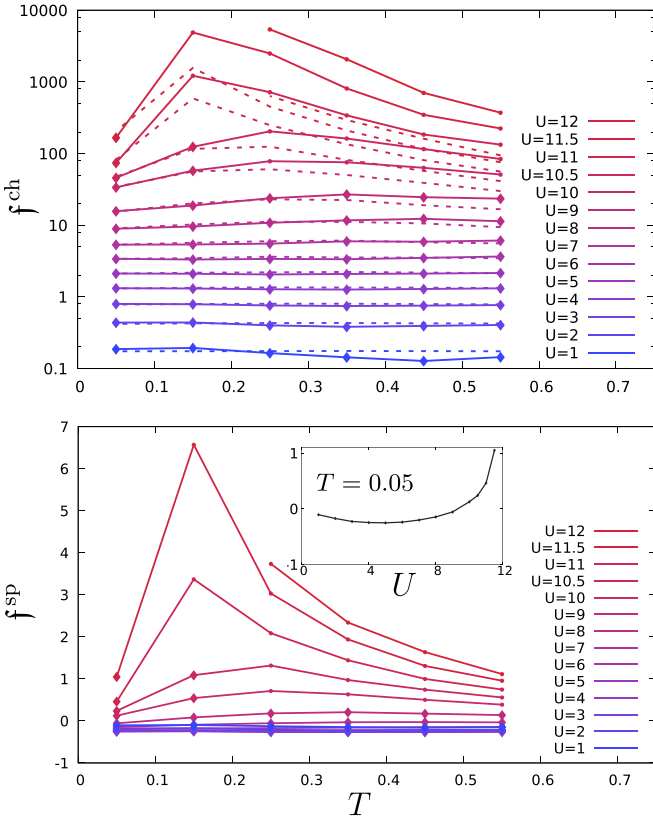 10000
1000
100
10
1
0.1
𝔣ch
U=12
U=11.5
U=11
U=10.5
U=10
U=9
U=8
U=7
U=6
U=5
U=4
U=3
U=2
U=1
0 0.1 0.2 0.3 0.4 0.5 0.6 0.7
7
6
5
4
3
2
1
0
-1
𝔣sp
1
T = 0.05
0
-1
0 4 8 12
U
U=12
U=11.5
U=11
U=10.5
U=10
U=9
U=8
U=7
U=6
U=5
U=4
U=3
U=2
U=1
0 0.1 0.2 0.3 0.4 0.5 0.6 0.7
T